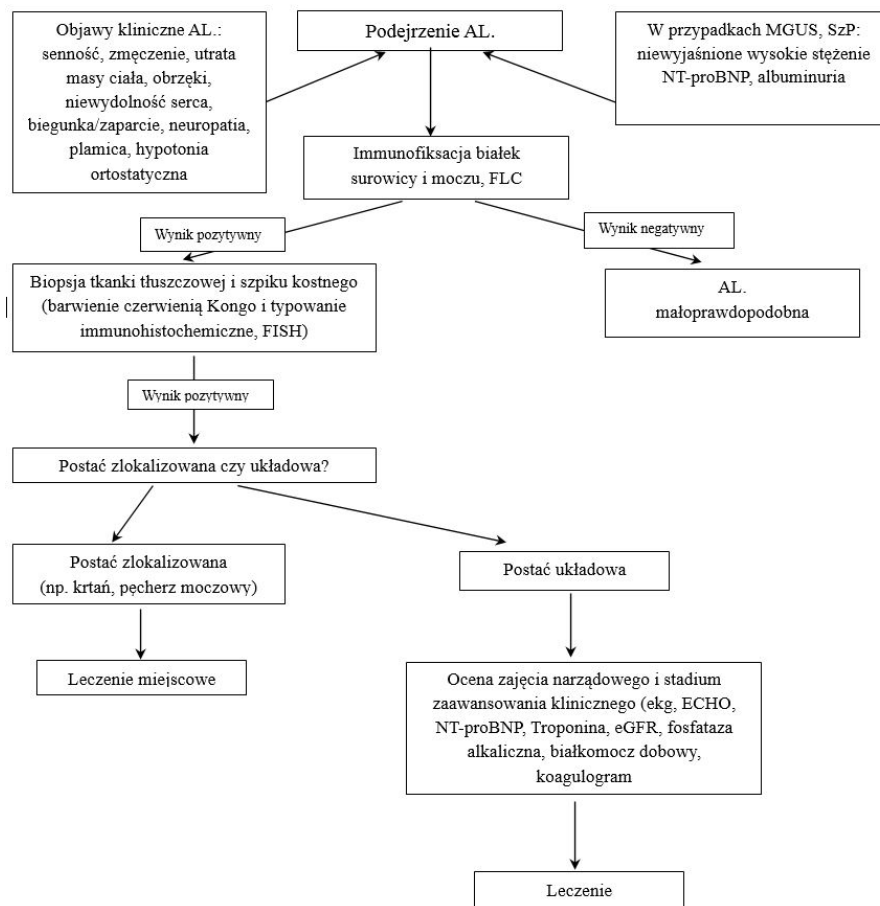 Objawy kliniczne AL.:
senność, zmęczenie, utrata
masy ciała, obrzęki,
niewydolność serca,
biegunka/zaparcie, neuropatia,
plamica, hypotonia
ortostatyczna
Podejrzenie AL.
W przypadkach MGUS, SzP:
niewyjaśnione wysokie stężenie
NT-proBNP, albuminuria
Immunofiksacja białek
surowicy i moczu, FLC
Wynik pozytywny
Wynik negatywny
Biopsja tkanki tłuszczowej i szpiku kostnego
(barwienie czerwienią Kongo i typowanie
immunohistochemiczne, FISH)
AL.
małoprawdopodobna
Wynik pozytywny
Postać zlokalizowana czy układowa?
Postać zlokalizowana
(np. krtań, pęcherz moczowy)
Postać układowa
Leczenie miejscowe
Ocena zajęcia narządowego i stadium
zaawansowania klinicznego (ekg, ECHO,
NT-proBNP, Troponina, eGFR, fosfataza
alkaliczna, białkomocz dobowy,
koagulogram
Leczenie